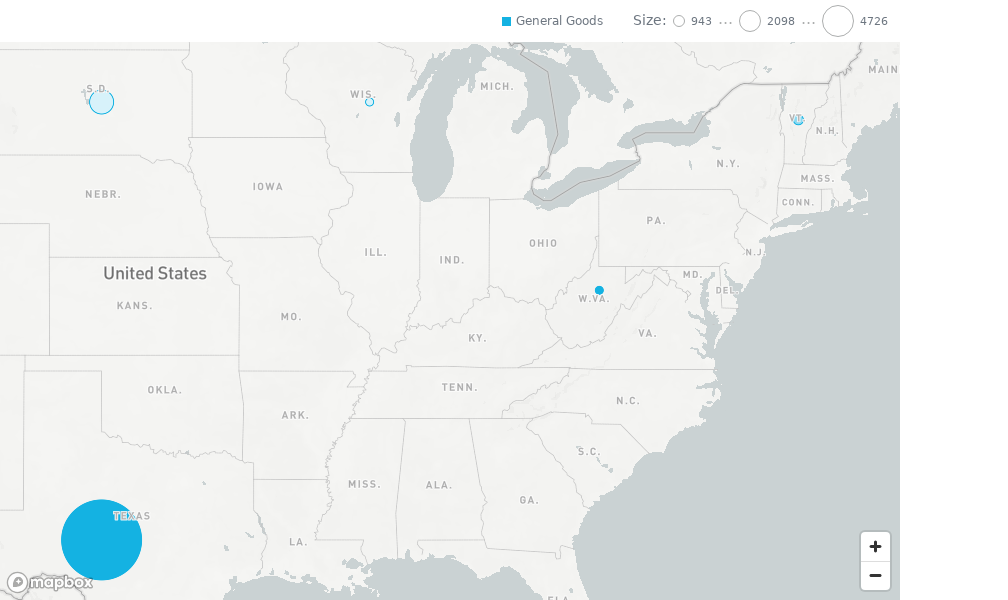 General Goods
Size: 943 ... 2098 ... 4726
MAIN
S.D.
WIS.
MICH.
VT.
N.H.
N.Y.
MASS.
CONN.
NEBR.
IOWA
PA.
ILL.
IND.
OHIO
N.J.
United States
MD.
DEL.
KANS.
W.VA.
MO.
KY.
VA.
OKLA.
TENN.
N.C.
ARK.
S.C.
MISS.
ALA.
GA.
TEXAS
LA.
+
−
mapbox
FLA.